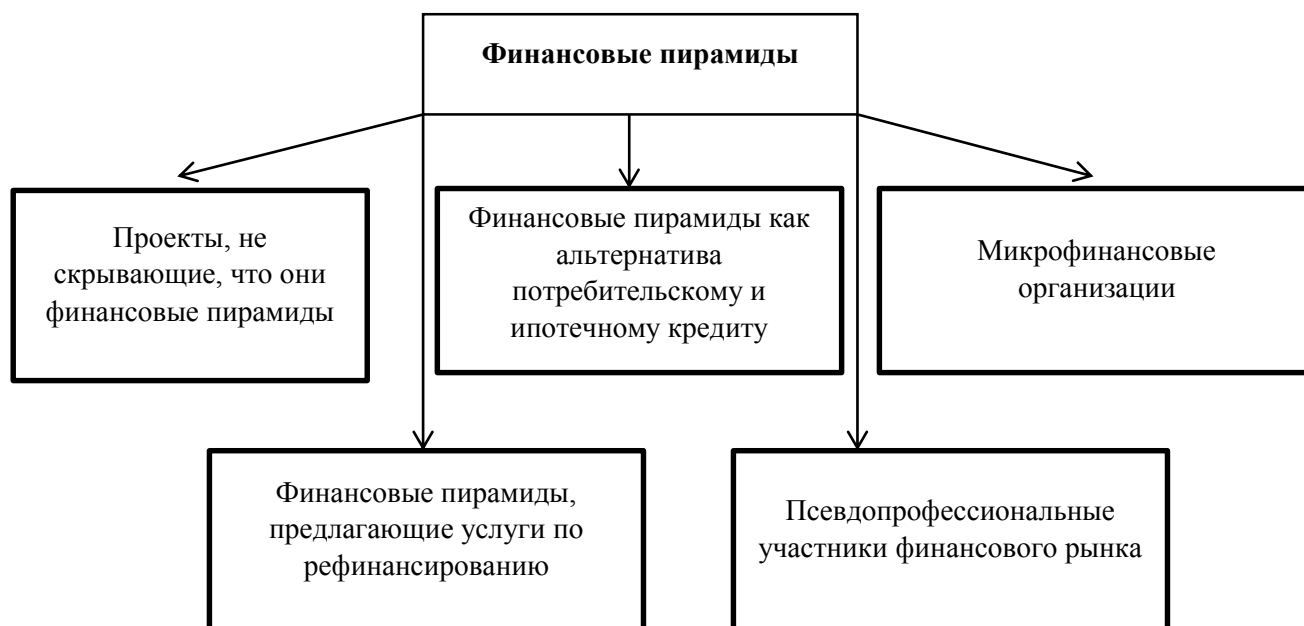 Финансовые пирамиды
Проекты, не
скрывающие, что они
финансовые пирамиды
Финансовые пирамиды как
альтернатива
потребительскому и
ипотечному кредиту
Микрофинансовые
организации
Финансовые пирамиды,
предлагающие услуги по
рефинансированию
Псевдопрофессиональные
участники финансового рынка